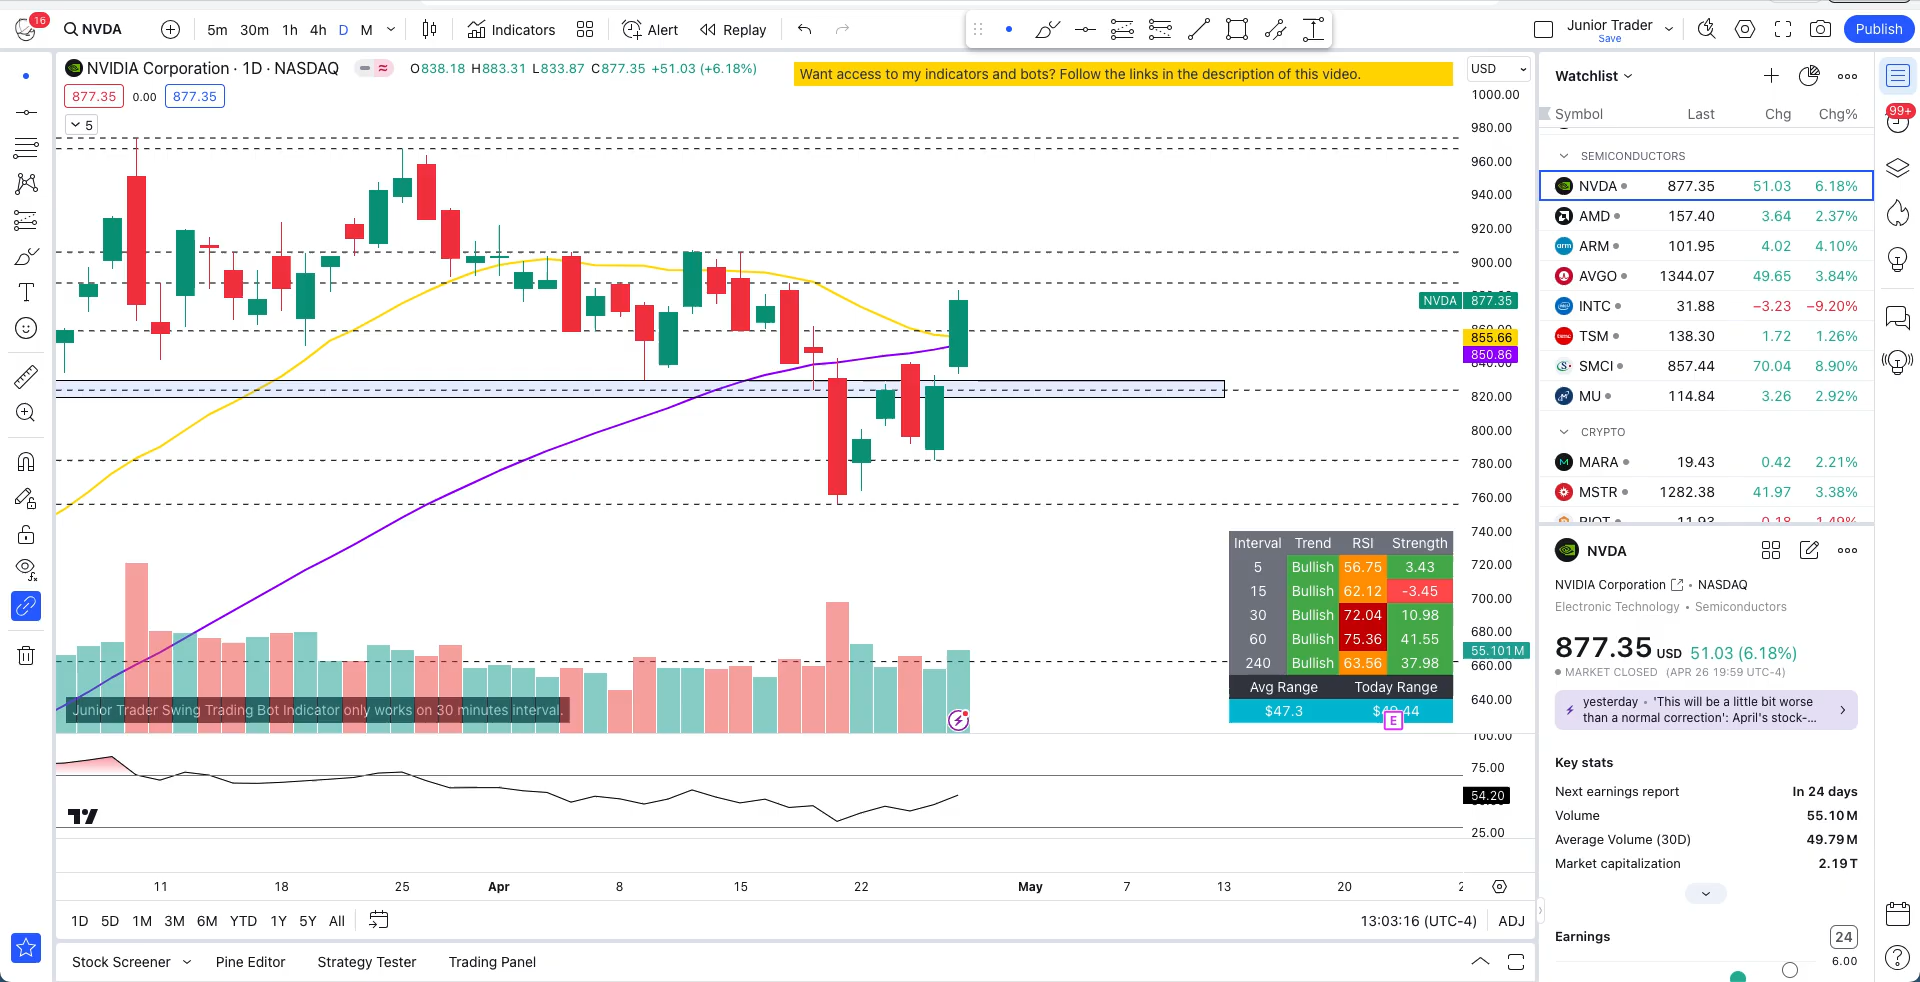 16
NVDA
5m 30m 1h 4h D M
Indicators
Alert
Replay
Junior Trader
Save
Publish
NVIDIA Corporation · 1D · NASDAQ
O838.18 H883.31 L833.87 C877.35 +51.03 (+6.18%)
877.35 0.00 877.35
5
Want access to my indicators and bots? Follow the links in the description of this video.
USD
1000.00
980.00
960.00
940.00
920.00
900.00
NVDA 877.35
855.66
850.86
840.00
820.00
800.00
780.00
760.00
740.00
720.00
700.00
680.00
55.101M
660.00
640.00
Interval Trend RSI Strength
5 Bullish 56.75 3.43
15 Bullish 62.12 -3.45
30 Bullish 72.04 10.98
60 Bullish 75.36 41.55
240 Bullish 63.56 37.98
Avg Range Today Range
$47.3
E
Junior Trader Swing Trading Bot Indicator only works on 30 minutes interval.
100.00
75.00
54.20
25.00
11 18 25 Apr 8 15 22 May 7 13 20 2
1D 5D 1M 3M 6M YTD 1Y 5Y All
13:03:16 (UTC-4) ADJ
Stock Screener Pine Editor Strategy Tester Trading Panel
Watchlist
Symbol Last Chg Chg%
SEMICONDUCTORS
NVDA 877.35 51.03 6.18%
AMD 157.40 3.64 2.37%
ARM 101.95 4.02 4.10%
AVGO 1344.07 49.65 3.84%
INTC 31.88 −3.23 −9.20%
TSM 138.30 1.72 1.26%
SMCI 857.44 70.04 8.90%
MU 114.84 3.26 2.92%
CRYPTO
MARA 19.43 0.42 2.21%
MSTR 1282.38 41.97 3.38%
RIOT 11.93 0.18 1.49%
NVDA
NVIDIA Corporation • NASDAQ
Electronic Technology • Semiconductors
877.35 USD 51.03 (6.18%)
MARKET CLOSED (APR 26 19:59 UTC-4)
yesterday • 'This will be a little bit worse
than a normal correction': April's stock-...
Key stats
Next earnings report In 24 days
Volume 55.10M
Average Volume (30D) 49.79M
Market capitalization 2.19T
Earnings 24
6.00
99+